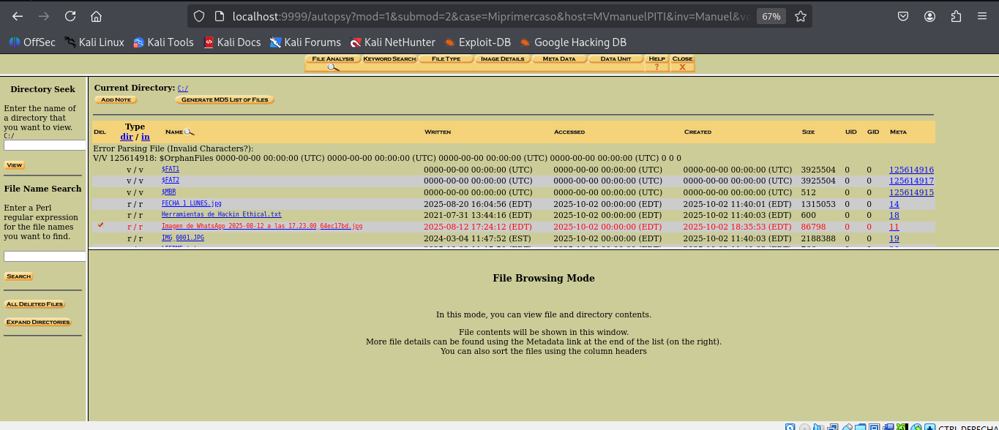 localhost:9999/autopsy?mod=1&submod=2&case=Miprimercaso&host=MVmanuelPITI&inv=Manuel&vo 67%
OffSec Kali Linux Kali Tools Kali Docs Kali Forums Kali NetHunter Exploit-DB Google Hacking DB
FILE ANALYSIS KEYWORD SEARCH FILE TYPE IMAGE DETAILS META DATA DATA UNIT HELP CLOSE
? X
Directory Seek
Enter the name of
a directory that
you want to view.
C:/
VIEW
File Name Search
Enter a Perl
regular expression
for the file names
you want to find.
SEARCH
ALL DELETED FILES
EXPAND DIRECTORIES
Current Directory: C:/
ADD NOTE GENERATE MD5 LIST OF FILES
DEL Type dir / in NAME WRITTEN ACCESSED CREATED SIZE UID GID META
Error Parsing File (Invalid Characters?):
V/V 125614918: $OrphanFiles 0000-00-00 00:00:00 (UTC) 0000-00-00 00:00:00 (UTC) 0000-00-00 00:00:00 (UTC) 0000-00-00 00:00:00 (UTC) 0 0 0
v / v $FAT1 0000-00-00 00:00:00 (UTC) 0000-00-00 00:00:00 (UTC) 0000-00-00 00:00:00 (UTC) 3925504 0 0 125614916
v / v $FAT2 0000-00-00 00:00:00 (UTC) 0000-00-00 00:00:00 (UTC) 0000-00-00 00:00:00 (UTC) 3925504 0 0 125614917
v / v $MBR 0000-00-00 00:00:00 (UTC) 0000-00-00 00:00:00 (UTC) 0000-00-00 00:00:00 (UTC) 512 0 0 125614915
r / r FECHA 1 LUNES.jpg 2025-08-20 16:04:56 (EDT) 2025-10-02 00:00:00 (EDT) 2025-10-02 11:40:01 (EDT) 1315053 0 0 14
r / r Herramientas de Hackin Ethical.txt 2021-07-31 13:44:16 (EDT) 2025-10-02 00:00:00 (EDT) 2025-10-02 11:40:03 (EDT) 600 0 0 18
r / r Imagen de WhatsApp 2025-08-12 a las 17.23.00_64ec17bd.jpg 2025-08-12 17:24:12 (EDT) 2025-10-02 00:00:00 (EDT) 2025-10-02 18:35:53 (EDT) 86798 0 0 11
r / r IMG_0001.JPG 2024-03-04 11:47:52 (EST) 2025-10-02 00:00:00 (EDT) 2025-10-02 11:40:03 (EDT) 2188388 0 0 19
File Browsing Mode
In this mode, you can view file and directory contents.
File contents will be shown in this window.
More file details can be found using the Metadata link at the end of the list (on the right).
You can also sort the files using the column headers
CTRL DERECHA